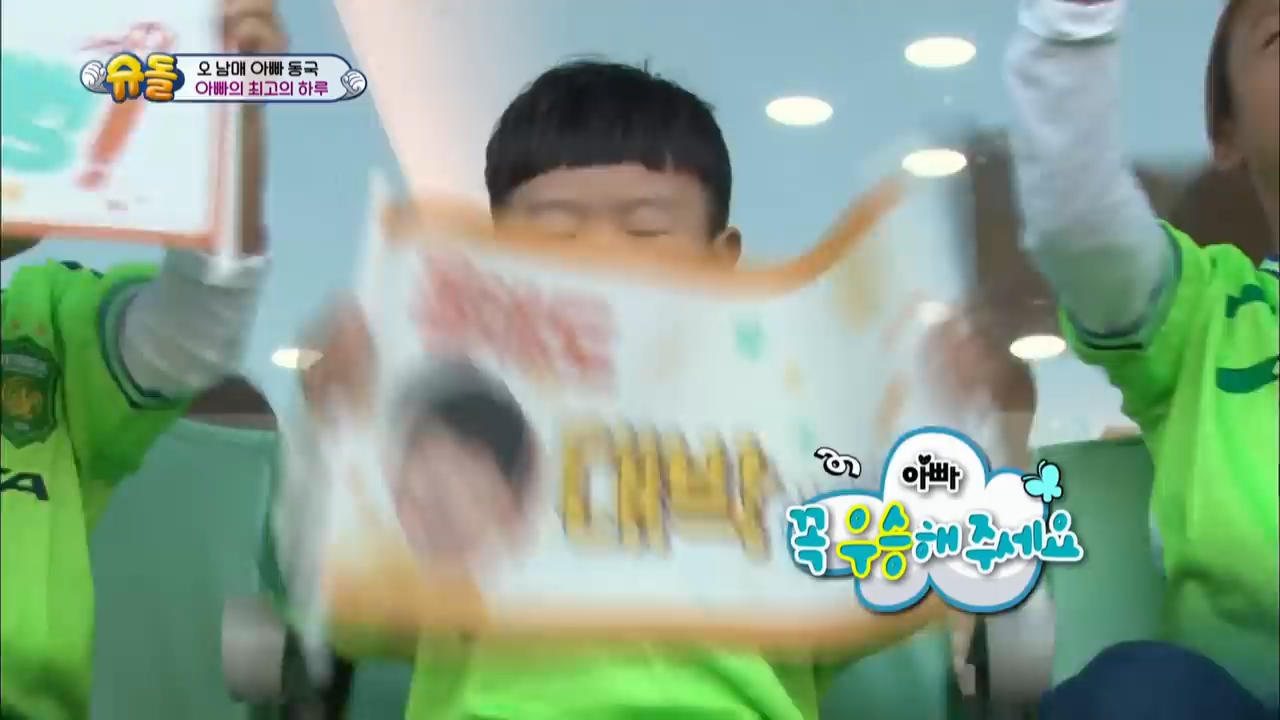 슈돌
오 남매 아빠 동국
아빠의 최고의 하루
S!
대박
아빠
꼭 우승해 주세요